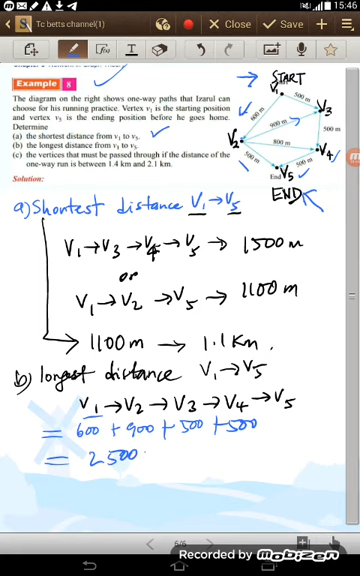 15:46
Close
Save
Tc betts channel(1)
Example 8
START
The diagram on the right shows one-way paths that Izarul can
choose for his running practice. Vertex v₁ is the starting position
and vertex v₅ is the ending position before he goes home.
Determine
(a) the shortest distance from v₁ to v₅.
(b) the longest distance from v₁ to v₅.
(c) the vertices that must be passed through if the distance of the
one-way run is between 1.4 km and 2.1 km.
V₁
500 m
V₃
600 m
900 m
500 m
V₂
800 m
V₄
500 m
500 m
V₅
End
END
Solution:
a) Shortest distance V₁ → V₅
V₁ → V₃ → V₄ → V₅ → 1500 m
or
V₁ → V₂ → V₅ → 1100 m
→ 1100 m → 1.1 Km.
b) longest distance V₁ → V₅
V₁ → V₂ → V₃ → V₄ → V₅
= 600 + 900 + 500 + 500
= 2500
Recorded by Mobizen